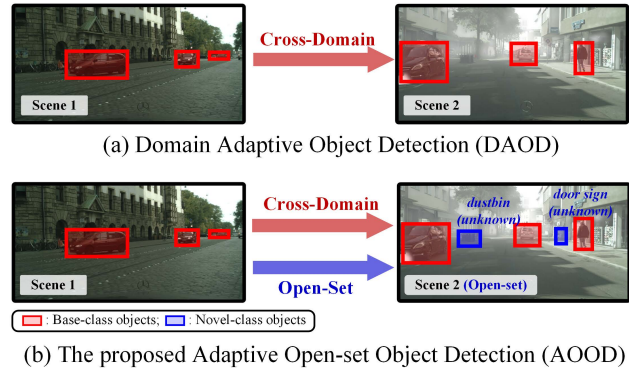 Cross-Domain
Scene 1
Scene 2
(a) Domain Adaptive Object Detection (DAOD)
Cross-Domain
dustbin
(unknown)
door sign
(unknown)
Scene 1
Open-Set
Scene 2 (Open-set)
: Base-class objects; : Novel-class objects
(b) The proposed Adaptive Open-set Object Detection (AOOD)